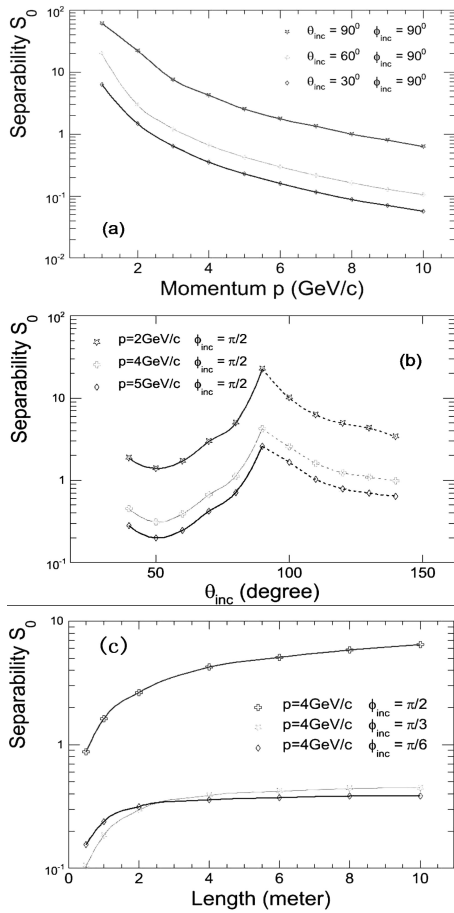 Separability S₀
10²
10
1
10⁻¹
10⁻²
θinc = 90⁰ ϕinc = 90⁰
θinc = 60⁰ ϕinc = 90⁰
θinc = 30⁰ ϕinc = 90⁰
(a)
2 4 6 8 10
Momentum p (GeV/c)
Separability S₀
10²
10
1
10⁻¹
p=2GeV/c ϕinc = π/2
p=4GeV/c ϕinc = π/2
p=5GeV/c ϕinc = π/2
(b)
50 100 150
θinc (degree)
Separability S₀
10
1
10⁻¹
(c)
p=4GeV/c ϕinc = π/2
p=4GeV/c ϕinc = π/3
p=4GeV/c ϕinc = π/6
0 2 4 6 8 10
Length (meter)